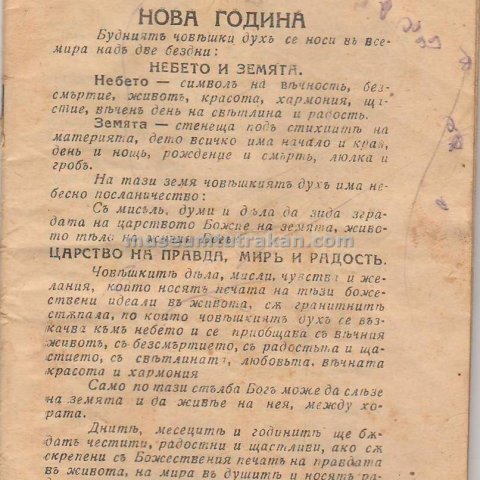 НОВА ГОДИНА
Будниятъ човѣшки духъ се носи въ все-
мира надъ две бездни:
НЕБЕТО И ЗЕМЯТА.
Небето — символъ на вѣчность, без-
смъртие, животъ, красота, хармония, ща-
стие, вѣченъ день на свѣтлина и радость.
Земята — стенеща подъ стихиитѣ на
материята, дето всичко има начало и край,
день и нощь, рождение и смърть, люлка и
гробъ.
На тази земя човѣшкиятъ духъ има не-
бесно посланичество:
Съ мисъль, думи и дѣла да зида згра-
дата на царството Божие на земята, живо-
то тѣло на
museumtutrakan.com
ЦАРСТВО НА ПРАВДА, МИРЪ И РАДОСТЬ.
Човѣшкитѣ дѣла, мисли, чувства и же-
лания, които носятъ печата на тѣзи божe-
ствени идеали въ живота, сѫ гранитнитѣ
стѫпала, по който човѣшкиятъ духъ се въз-
качва къмъ небето и се приобщава съ вѣчния
животъ, съ безсмъртието, съ радостьта и ща-
стието, съ свѣтлината, любовьта, вѣчната
красота и хармония
Само по тази стълба Богъ може да слѣзе
на земята и да живѣе на нея, между хо-
рата.
Днитѣ, месецитѣ и годинитѣ ще бѫ-
датъ честити, радостни и щастливи, ако сѫ
скрепени съ Божествения печатъ на правдата
въ живота, на мира въ душитѣ и носятъ ра-